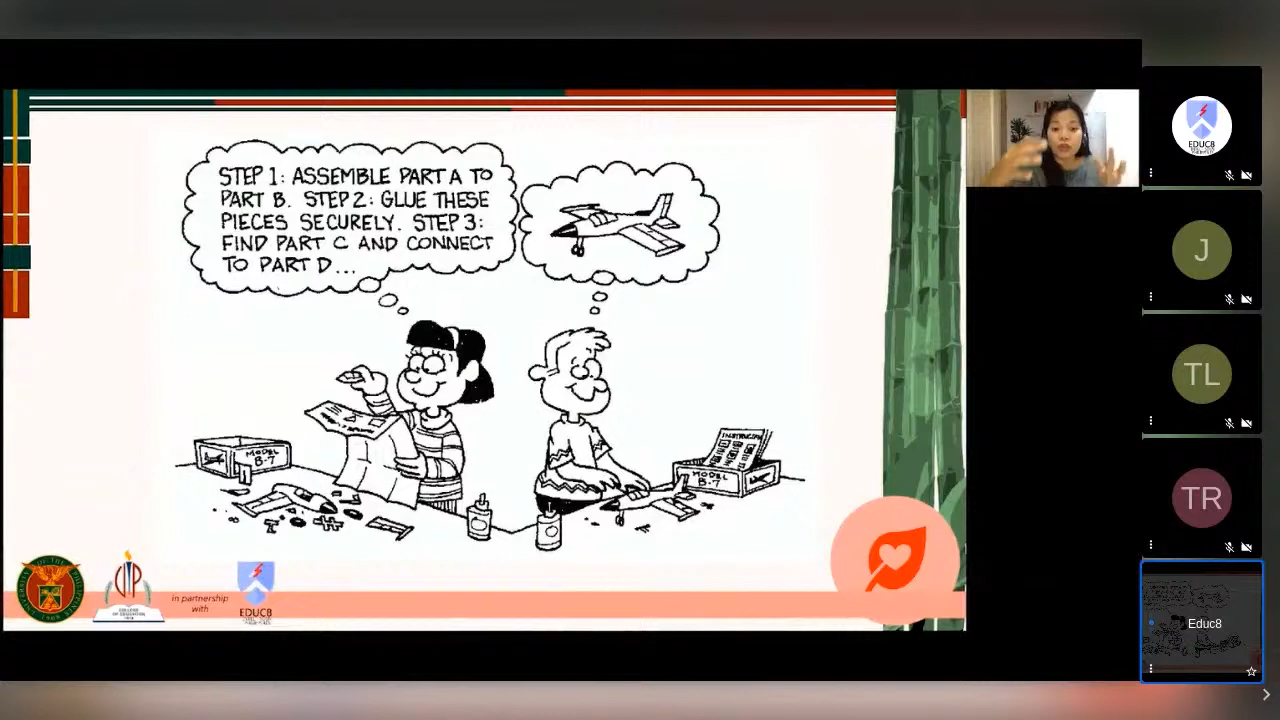 STEP 1: ASSEMBLE PART A TO
PART B. STEP 2: GLUE THESE
PIECES SECURELY. STEP 3:
FIND PART C AND CONNECT
TO PART D...
MODEL
B-7
MODEL
B-7
in partnership
with
EDUC8
EDUC8
J
TL
TR
Educ8